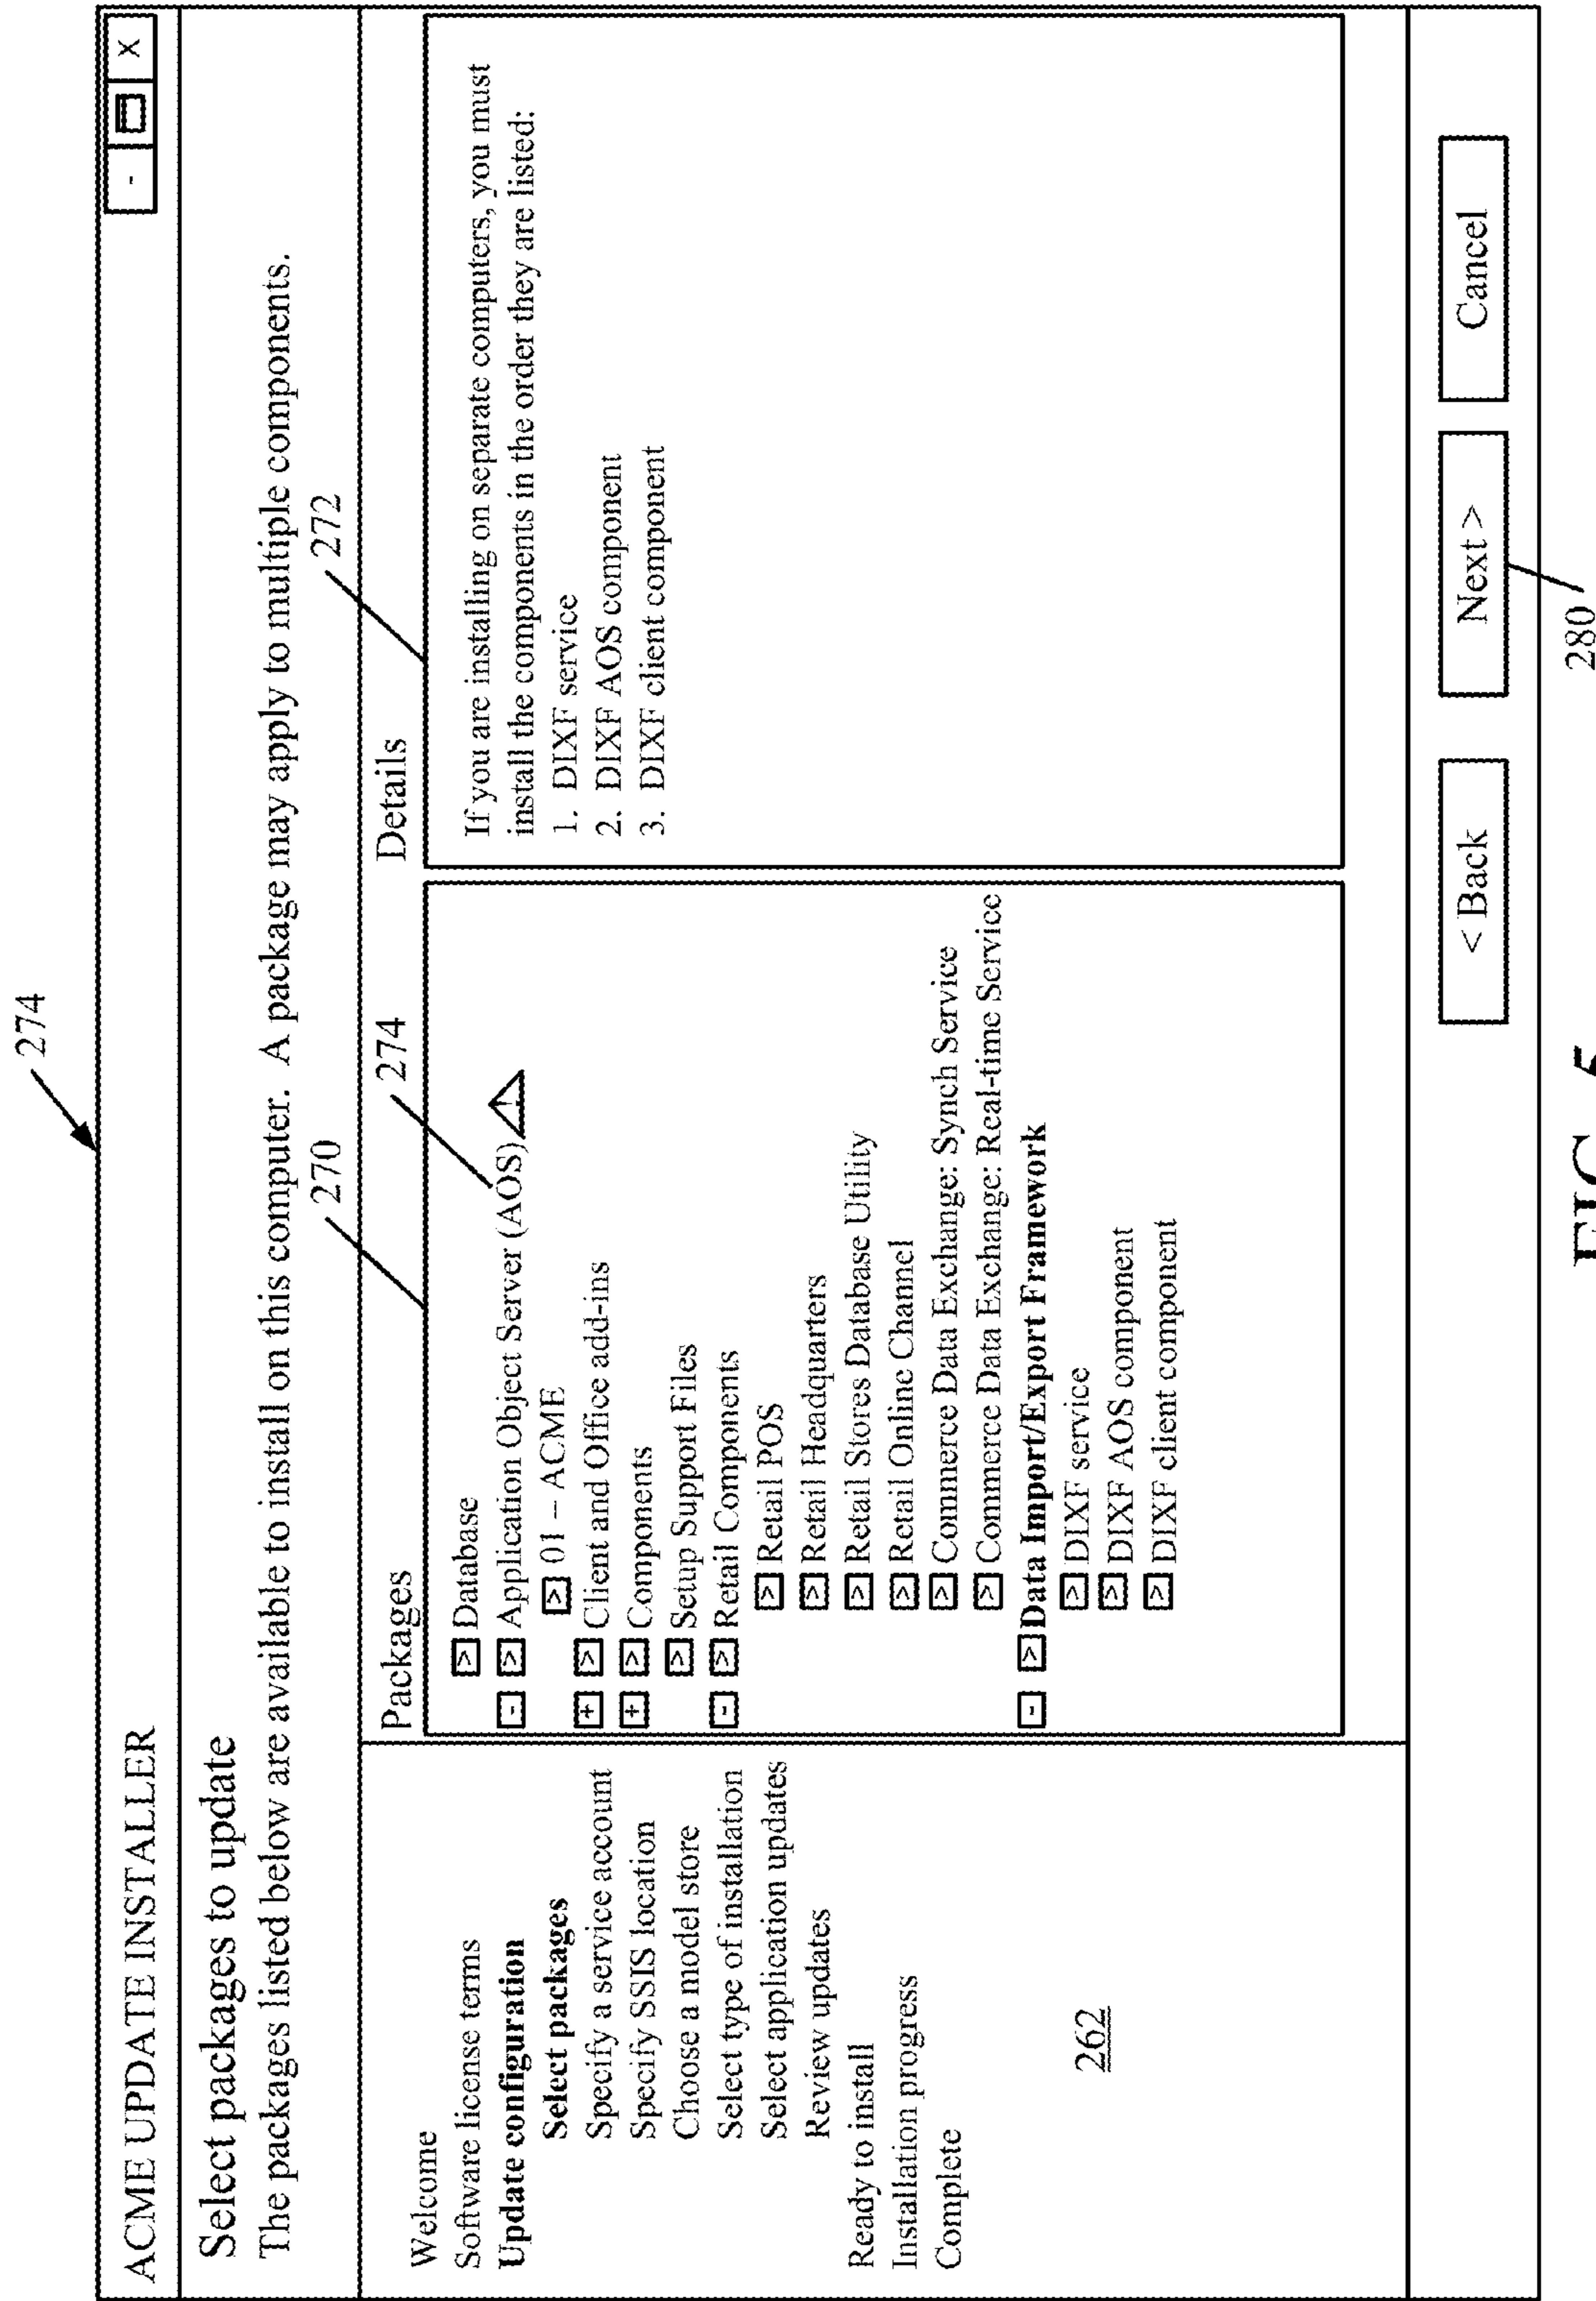 274
ACME UPDATE INSTALLER
- X
Select packages to update
The packages listed below are available to install on this computer. A package may apply to multiple components.
270
274
272
Welcome
Software license terms
Update configuration
Select packages
Specify a service account
Specify SSIS location
Choose a model store
Select type of installation
Select application updates
Review updates
Ready to install
Installation progress
Complete
262
Packages
> Database
- > Application Object Server (AOS) !
> 01 – ACME
+ > Client and Office add-ins
+ > Components
> Setup Support Files
- > Retail Components
> Retail POS
> Retail Headquarters
> Retail Stores Database Utility
> Retail Online Channel
> Commerce Data Exchange: Synch Service
> Commerce Data Exchange: Real-time Service
- > Data Import/Export Framework
> DIXF service
> DIXF AOS component
> DIXF client component
Details
If you are installing on separate computers, you must
install the components in the order they are listed:
1. DIXF service
2. DIXF AOS component
3. DIXF client component
< Back
Next >
Cancel
280